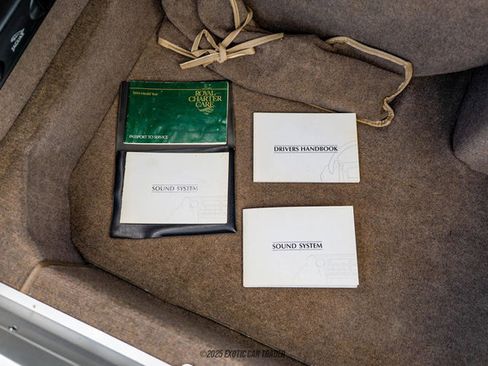 ROYAL
CHARTER
CARE
PASSPORT TO SERVICE
SOUND SYSTEM
DRIVERS HANDBOOK
SOUND SYSTEM
©2025 EXOTIC CAR TRADER